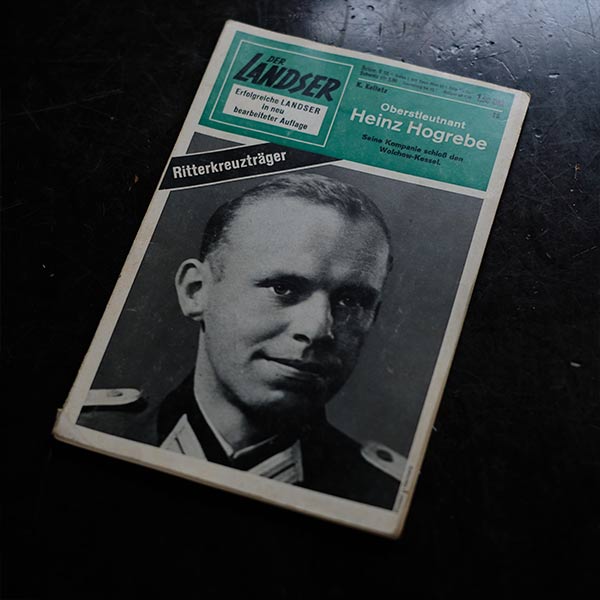 DER
LANDSER
Erfolgreiche LANDSER
in neu
bearbeiteter Auflage
K. Kollatz
Oberstleutnant
Heinz Hogrebe
Seine Kompanie schloß den
Wolchow-Kessel.
Ritterkreuzträger